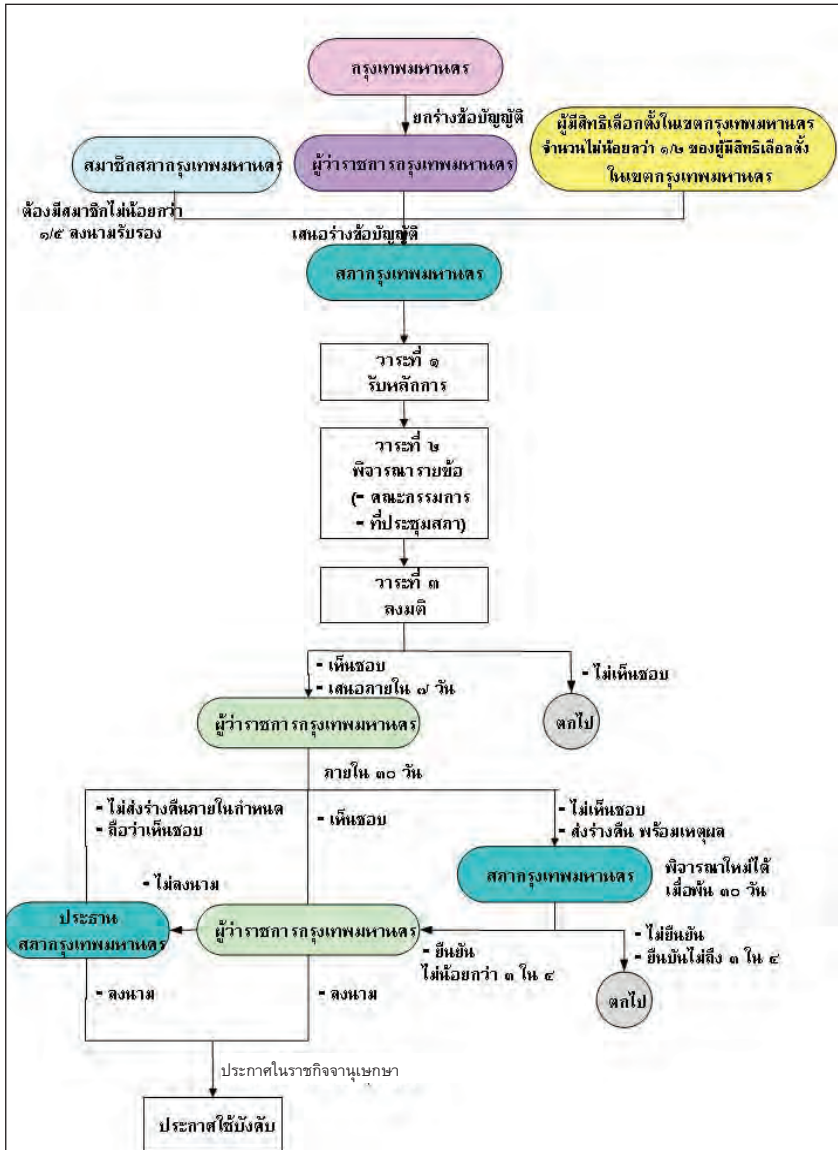 กรุงเทพมหานคร
ยกร่างข้อบัญญัติ
สมาชิกสภากรุงเทพมหานคร
ผู้ว่าราชการกรุงเทพมหานคร
ผู้มีสิทธิเลือกตั้งในเขตกรุงเทพมหานคร
จำนวนไม่น้อยกว่า ๑/๒ ของผู้มีสิทธิเลือกตั้ง
ในเขตกรุงเทพมหานคร
ต้องมีสมาชิกไม่น้อยกว่า
๑/๕ ลงนามรับรอง
เสนอร่างข้อบัญญัติ
สภากรุงเทพมหานคร
วาระที่ ๑
รับหลักการ
วาระที่ ๒
พิจารณารายข้อ
(- คณะกรรมการ
- ที่ประชุมสภา)
วาระที่ ๓
ลงมติ
- เห็นชอบ
- เสนอภายใน ๗ วัน
- ไม่เห็นชอบ
ผู้ว่าราชการกรุงเทพมหานคร
ตกไป
ภายใน ๓๐ วัน
- ไม่ส่งร่างคืนภายในกำหนด
- ถือว่าเห็นชอบ
- เห็นชอบ
- ไม่เห็นชอบ
- ส่งร่างคืน พร้อมเหตุผล
สภากรุงเทพมหานคร
พิจารณาใหม่ได้
เมื่อพ้น ๓๐ วัน
- ไม่ลงนาม
ประธาน
สภากรุงเทพมหานคร
ผู้ว่าราชการกรุงเทพมหานคร
- ยืนยัน
ไม่น้อยกว่า ๓ ใน ๔
- ไม่ยืนยัน
- ยืนยันไม่ถึง ๓ ใน ๔
ตกไป
- ลงนาม
- ลงนาม
ประกาศในราชกิจจานุเษกษา
ประกาศใช้บังคับ